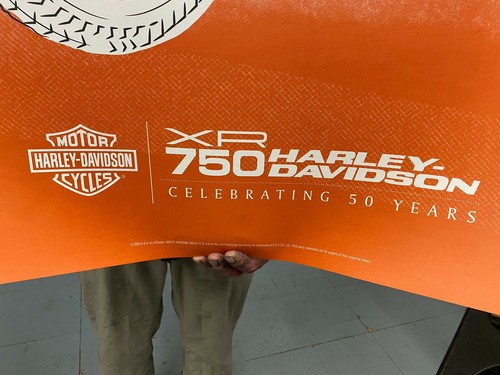 MOTOR
HARLEY-DAVIDSON
CYCLES
XR
750 HARLEY-DAVIDSON
CELEBRATING 50 YEARS